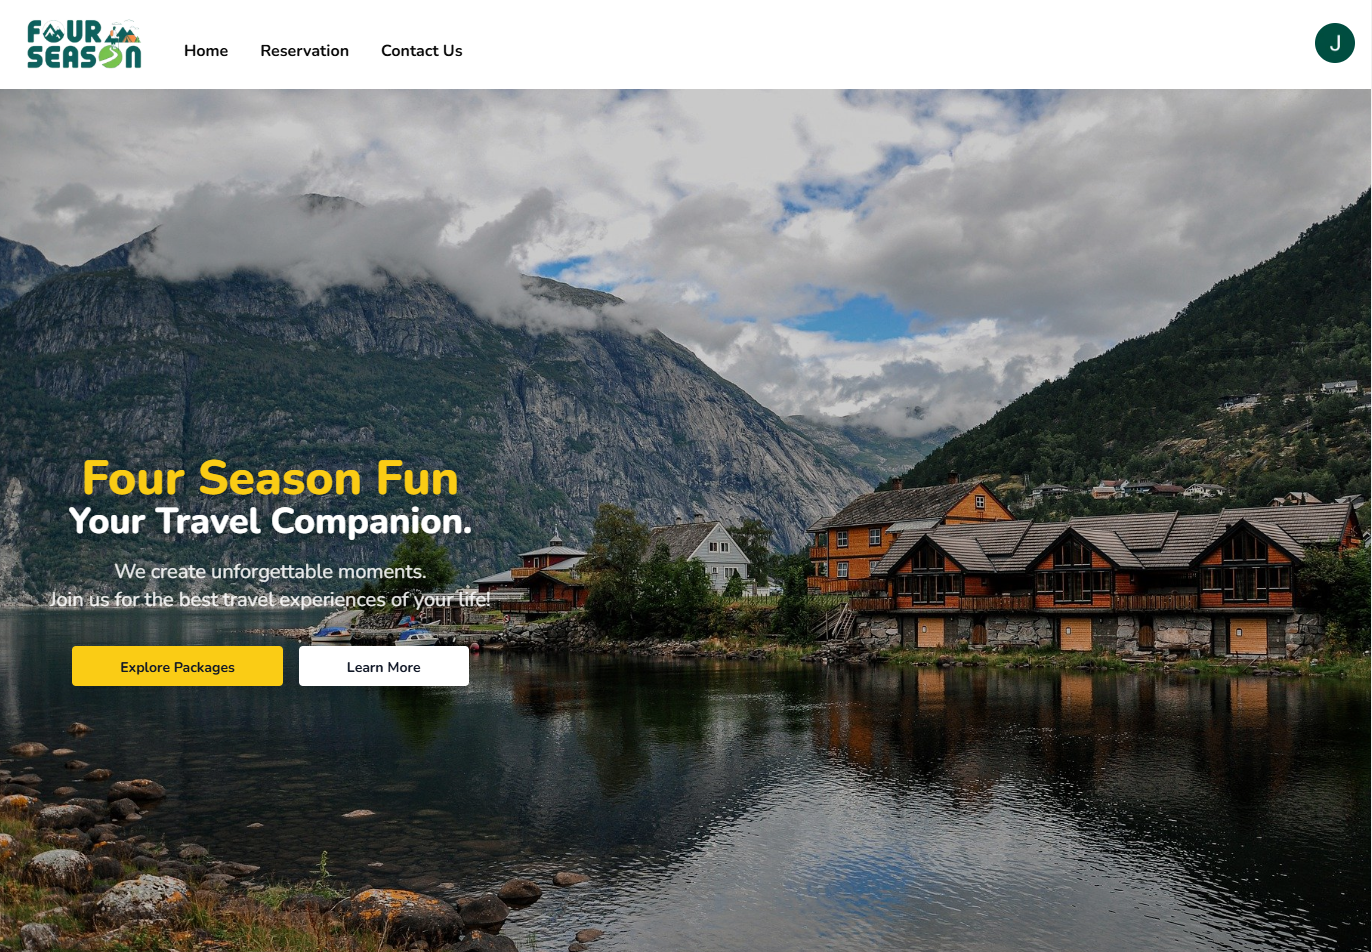 FOUR
SEASON
Home
Reservation
Contact Us
J
Four Season Fun
Your Travel Companion.
We create unforgettable moments.
Join us for the best travel experiences of your life!
Explore Packages
Learn More